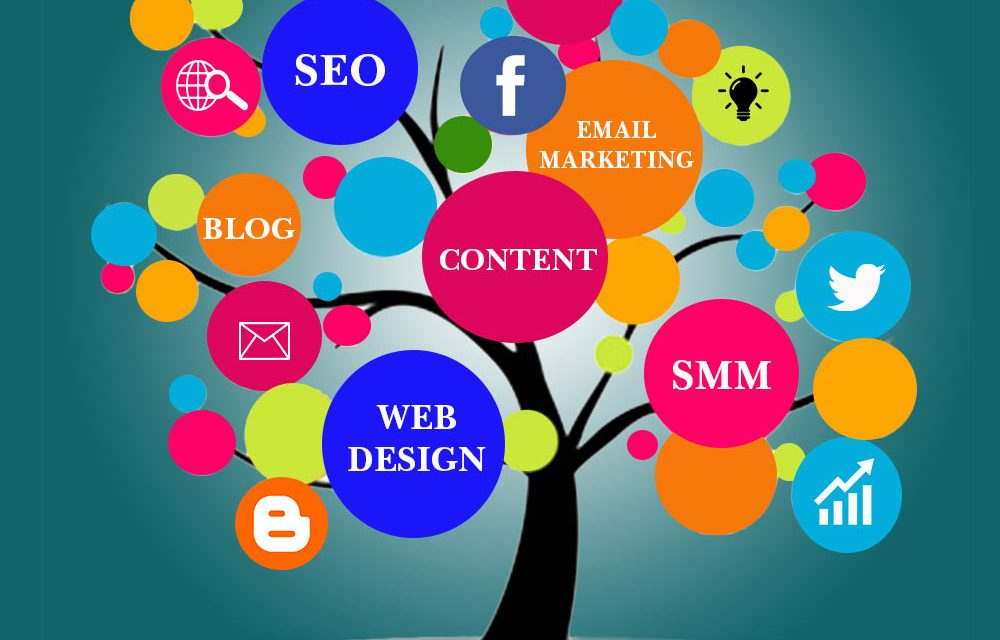 SEO
EMAIL
MARKETING
BLOG
CONTENT
SMM
WEB
DESIGN